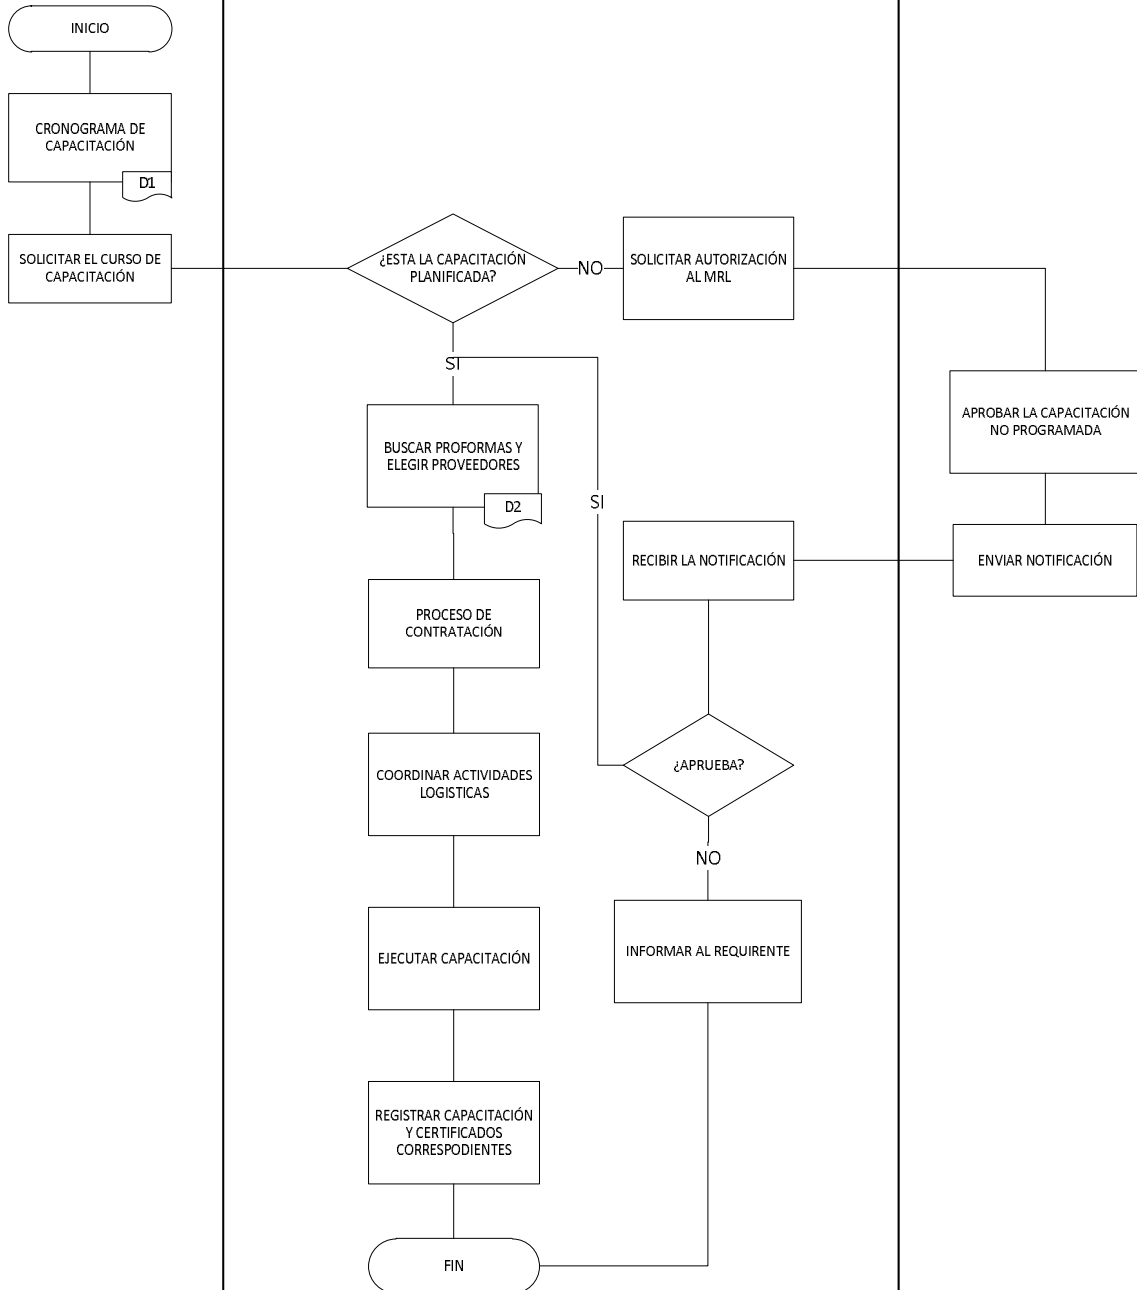 INICIO
CRONOGRAMA DE
CAPACITACIÓN
D1
SOLICITAR EL CURSO DE
CAPACITACIÓN
¿ESTA LA CAPACITACIÓN
PLANIFICADA?
NO
SOLICITAR AUTORIZACIÓN
AL MRL
SI
APROBAR LA CAPACITACIÓN
NO PROGRAMADA
BUSCAR PROFORMAS Y
ELEGIR PROVEEDORES
D2
SI
RECIBIR LA NOTIFICACIÓN
ENVIAR NOTIFICACIÓN
PROCESO DE
CONTRATACIÓN
COORDINAR ACTIVIDADES
LOGISTICAS
¿APRUEBA?
NO
EJECUTAR CAPACITACIÓN
INFORMAR AL REQUIRENTE
REGISTRAR CAPACITACIÓN
Y CERTIFICADOS
CORRESPODIENTES
FIN